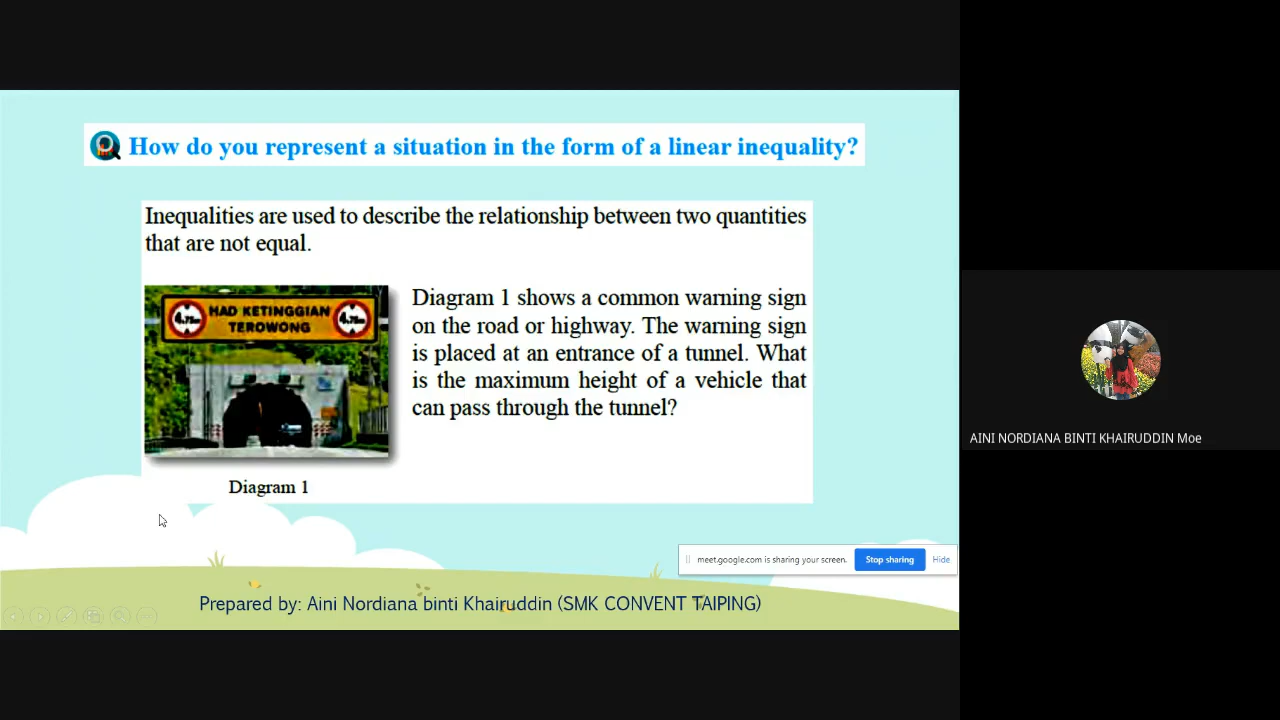 How do you represent a situation in the form of a linear inequality?
Inequalities are used to describe the relationship between two quantities
that are not equal.
HAD KETINGGIAN
TEROWONG
4.75m
4.75m
Diagram 1 shows a common warning sign
on the road or highway. The warning sign
is placed at an entrance of a tunnel. What
is the maximum height of a vehicle that
can pass through the tunnel?
Diagram 1
meet.google.com is sharing your screen.
Stop sharing
Hide
Prepared by: Aini Nordiana binti Khairuddin (SMK CONVENT TAIPING)
AINI NORDIANA BINTI KHAIRUDDIN Moe